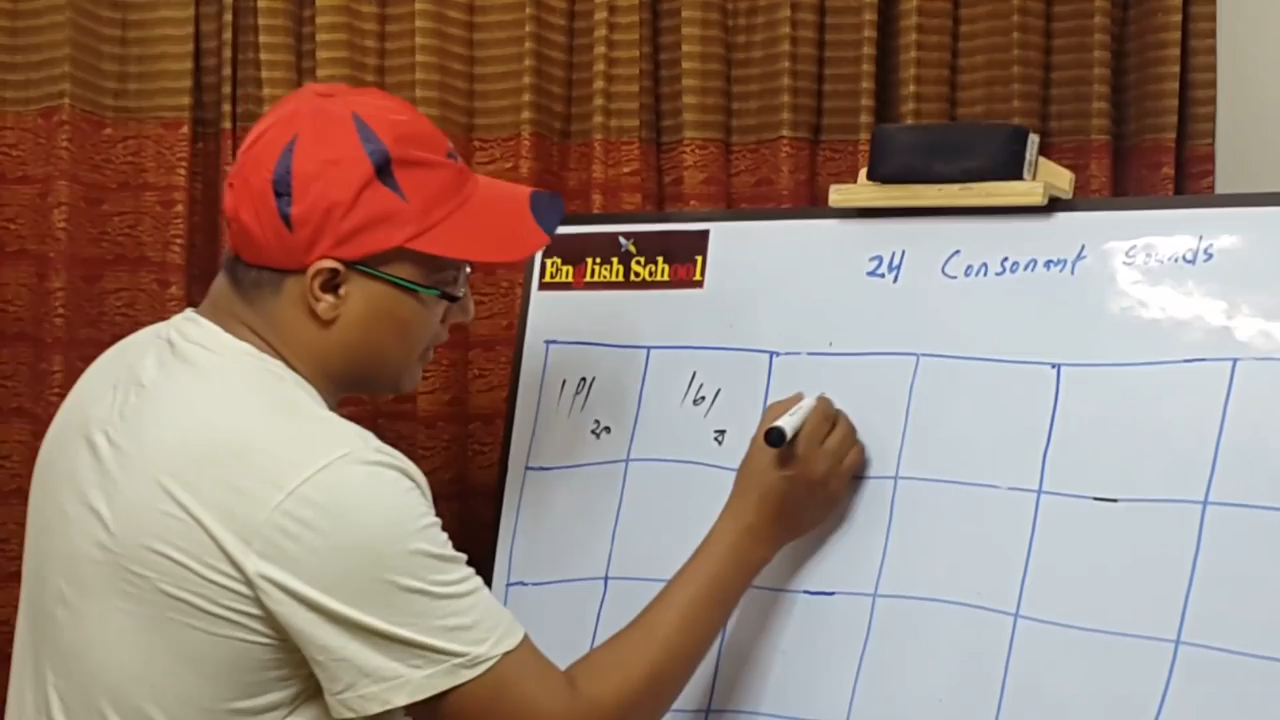 English School
24 Consonant Sounds
/p/ /b/
ফ ব